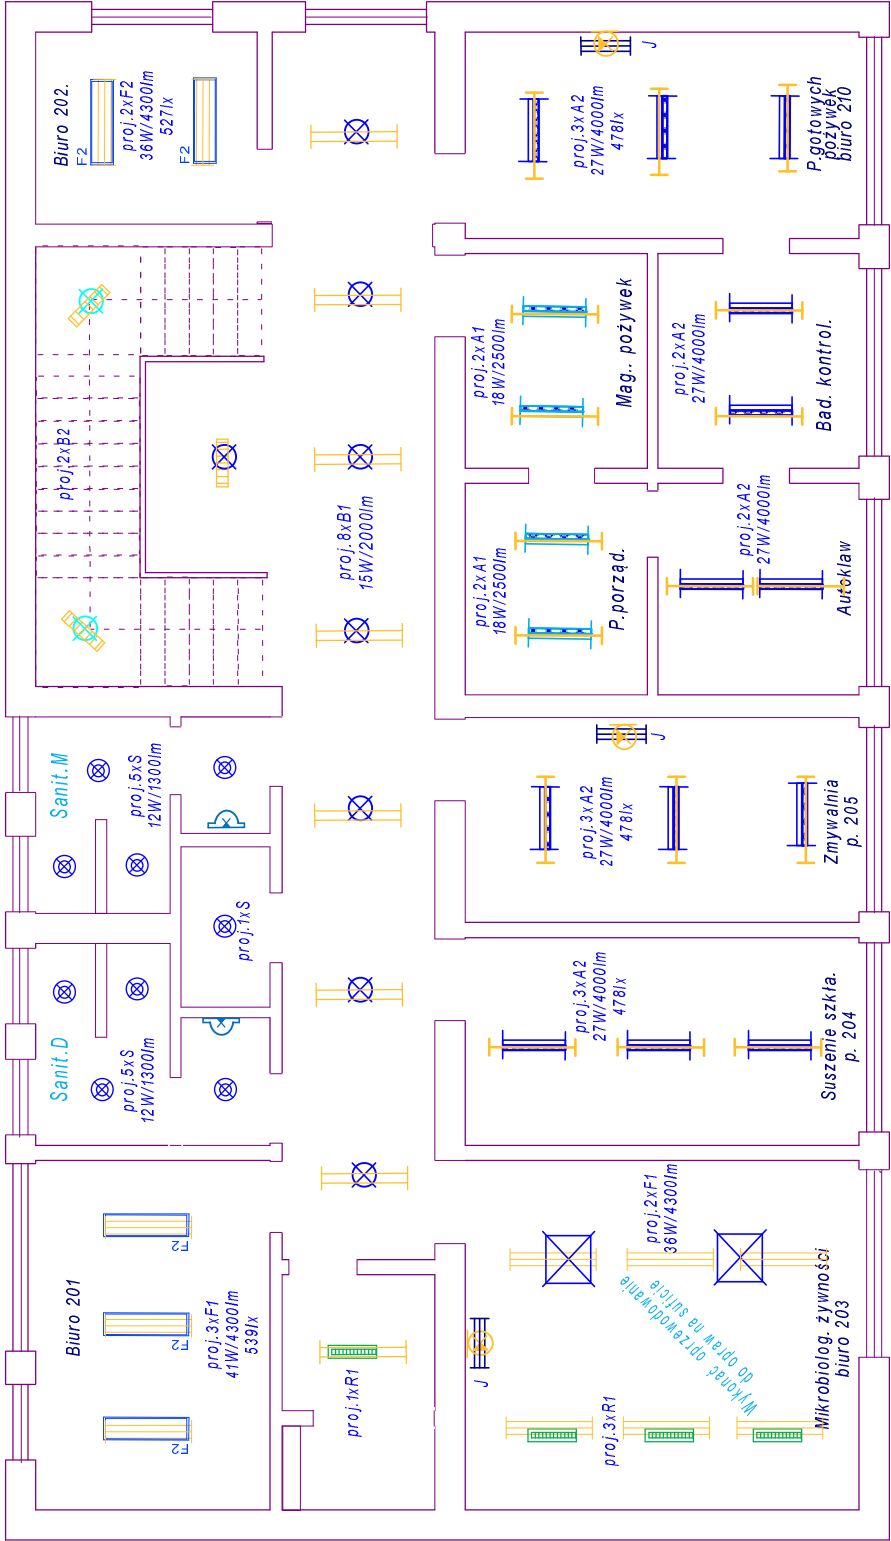 Biuro 202.
F2
proj.2xF2
36W/4300lm
527lx
F2
J
proj.3xA2
27W/4000lm
478lx
P.gotowych
pożywek
biuro 210
proj.2xB2
proj.8xB1
15W/2000lm
proj.2xA1
18W/2500lm
Mag.. pożywek
proj.2xA2
27W/4000lm
Bad. kontrol.
proj.2xA1
18W/2500lm
P.porząd.
proj.2xA2
27W/4000lm
Autoklaw
Sanit.M
proj.5xS
12W/1300lm
proj.1xS
J
proj.3xA2
27W/4000lm
478lx
Zmywalnia
p. 205
Sanit.D
proj.5xS
12W/1300lm
proj.3xA2
27W/4000lm
478lx
Suszenie szkła.
p. 204
Biuro 201
F2
F2
F2
proj.3xF1
41W/4300lm
539lx
proj.1xR1
J
proj.2xF1
36W/4300lm
Wykonać oprzewodowanie
do opraw na suficie
proj.3xR1
Mikrobiolog. żywności
biuro 203